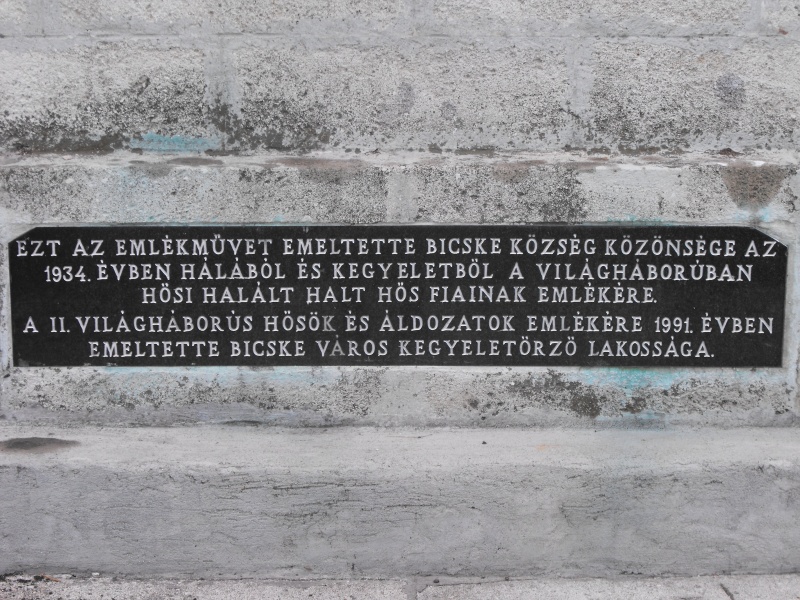 EZT AZ EMLÉKMŰVET EMELTETTE BICSKE KÖZSÉG KÖZÖNSÉGE AZ
1934. ÉVBEN HÁLÁBÓL ÉS KEGYELETBŐL A VILÁGHÁBORÚBAN
HŐSI HALÁLT HALT HŐS FIAINAK EMLÉKÉRE.
A II. VILÁGHÁBORÚS HŐSÖK ÉS ÁLDOZATOK EMLÉKÉRE 1991. ÉVBEN
EMELTETTE BICSKE VÁROS KEGYELETŐRZŐ LAKOSSÁGA.